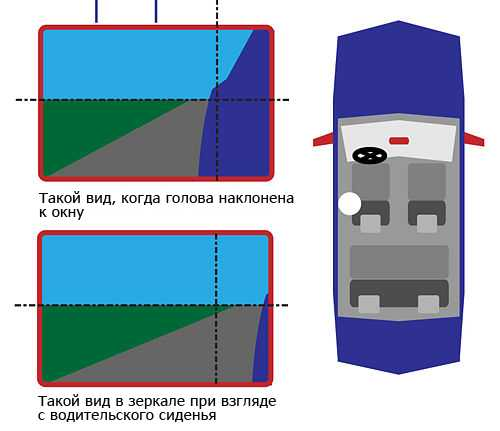 Такой вид, когда голова наклонена
к окну
Такой вид в зеркале при взгляде
с водительского сиденья